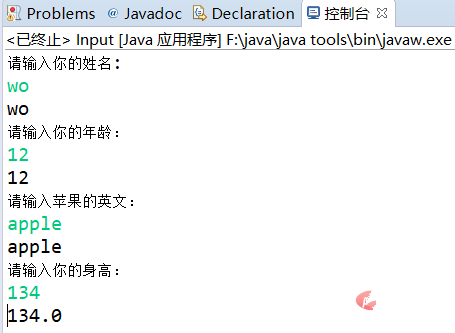 Problems @ Javadoc Declaration 控制台
<已终止> Input [Java 应用程序] F:\java\java tools\bin\javaw.exe
请输入你的姓名:
wo
wo
请输入你的年龄：
12
12
请输入苹果的英文：
apple
apple
请输入你的身高：
134
134.0